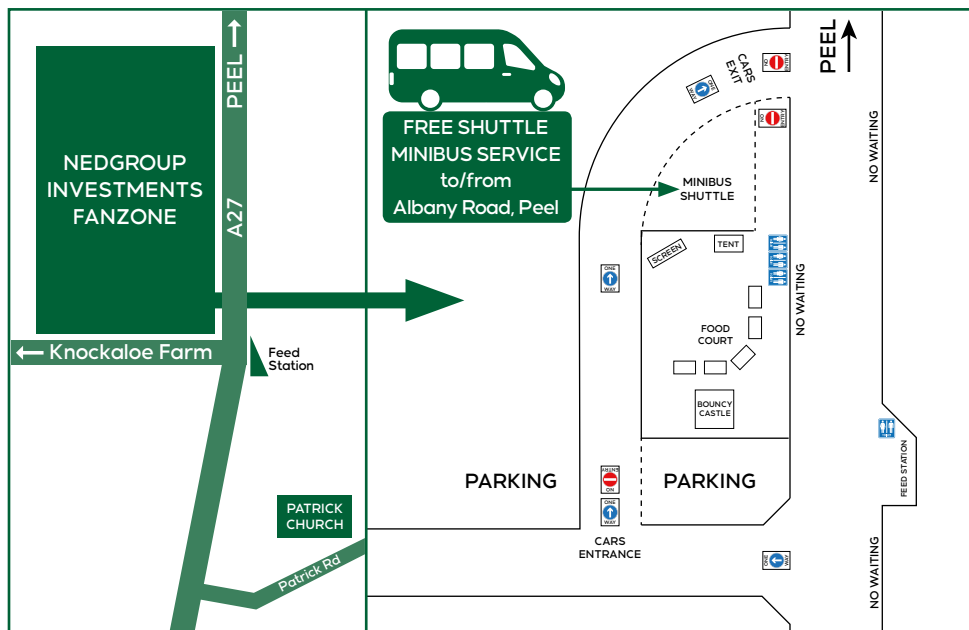 PEEL →
A27
NEDGROUP
INVESTMENTS
FANZONE
← Knockaloe Farm
Feed
Station
PATRICK
CHURCH
Patrick Rd
FREE SHUTTLE
MINIBUS SERVICE
to/from
Albany Road, Peel
CARS
EXIT
ONE
WAY
NO
ENTRY
NO
ENTRY
PEEL
MINIBUS
SHUTTLE
SCREEN
TENT
ONE
WAY
FOOD
COURT
BOUNCY
CASTLE
NO WAITING
NO WAITING
PARKING
PARKING
NO
ENTRY
ONE
WAY
CARS
ENTRANCE
ONE
WAY
FEED STATION
NO WAITING